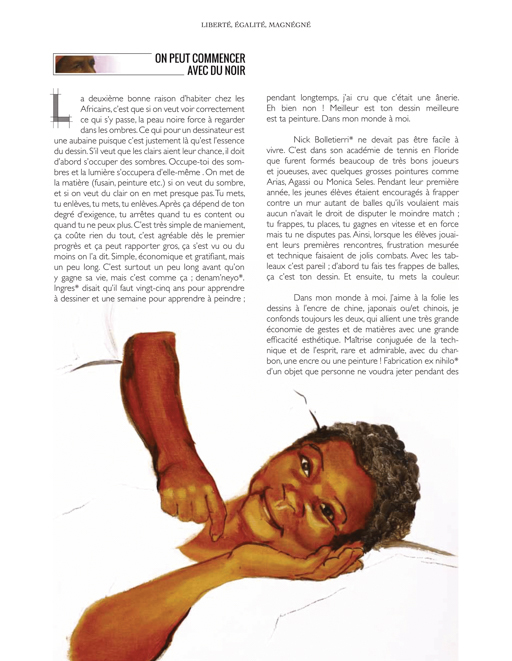 LIBERTÉ, ÉGALITÉ, MAGNÉGNÉ
ON PEUT COMMENCER
AVEC DU NOIR
La deuxième bonne raison d'habiter chez les
Africains, c'est que si on veut voir correctement
ce qui s'y passe, la peau noire force à regarder
dans les ombres. Ce qui pour un dessinateur est
une aubaine puisque c'est justement là qu'est l'essence
du dessin. S'il veut que les clairs aient leur chance, il doit
d'abord s'occuper des sombres. Occupe-toi des som-
bres et la lumière s'occupera d'elle-même . On met de
la matière (fusain, peinture etc.) si on veut du sombre,
et si on veut du clair on en met presque pas. Tu mets,
tu enlèves, tu mets, tu enlèves. Après ça dépend de ton
degré d'exigence, tu arrêtes quand tu es content ou
quand tu ne peux plus. C'est très simple de maniement,
ça coûte rien du tout, c'est agréable dès le premier
progrès et ça peut rapporter gros, ça s'est vu ou du
moins on l'a dit. Simple, économique et gratifiant, mais
un peu long. C'est surtout un peu long avant qu'on
y gagne sa vie, mais c'est comme ça ; denam'neyo*.
Ingres* disait qu'il faut vingt-cinq ans pour apprendre
à dessiner et une semaine pour apprendre à peindre ;
pendant longtemps, j'ai cru que c'était une ânerie.
Eh bien non ! Meilleur est ton dessin meilleure
est ta peinture. Dans mon monde à moi.
Nick Bolletierri* ne devait pas être facile à
vivre. C'est dans son académie de tennis en Floride
que furent formés beaucoup de très bons joueurs
et joueuses, avec quelques grosses pointures comme
Arias, Agassi ou Monica Seles. Pendant leur première
année, les jeunes élèves étaient encouragés à frapper
contre un mur autant de balles qu'ils voulaient mais
aucun n'avait le droit de disputer le moindre match ;
tu frappes, tu places, tu gagnes en vitesse et en force
mais tu ne disputes pas. Ainsi, lorsque les élèves jouai-
ent leurs premières rencontres, frustration mesurée
et technique faisaient de jolis combats. Avec les tab-
leaux c'est pareil ; d'abord tu fais tes frappes de balles,
ça c'est ton dessin. Et ensuite, tu mets la couleur.
Dans mon monde à moi. J'aime à la folie les
dessins à l'encre de chine, japonais ou/et chinois, je
confonds toujours les deux, qui allient une très grande
économie de gestes et de matières avec une grande
efficacité esthétique. Maîtrise conjuguée de la tech-
nique et de l'esprit, rare et admirable, avec du char-
bon, une encre ou une peinture ! Fabrication ex nihilo*
d'un objet que personne ne voudra jeter pendant des